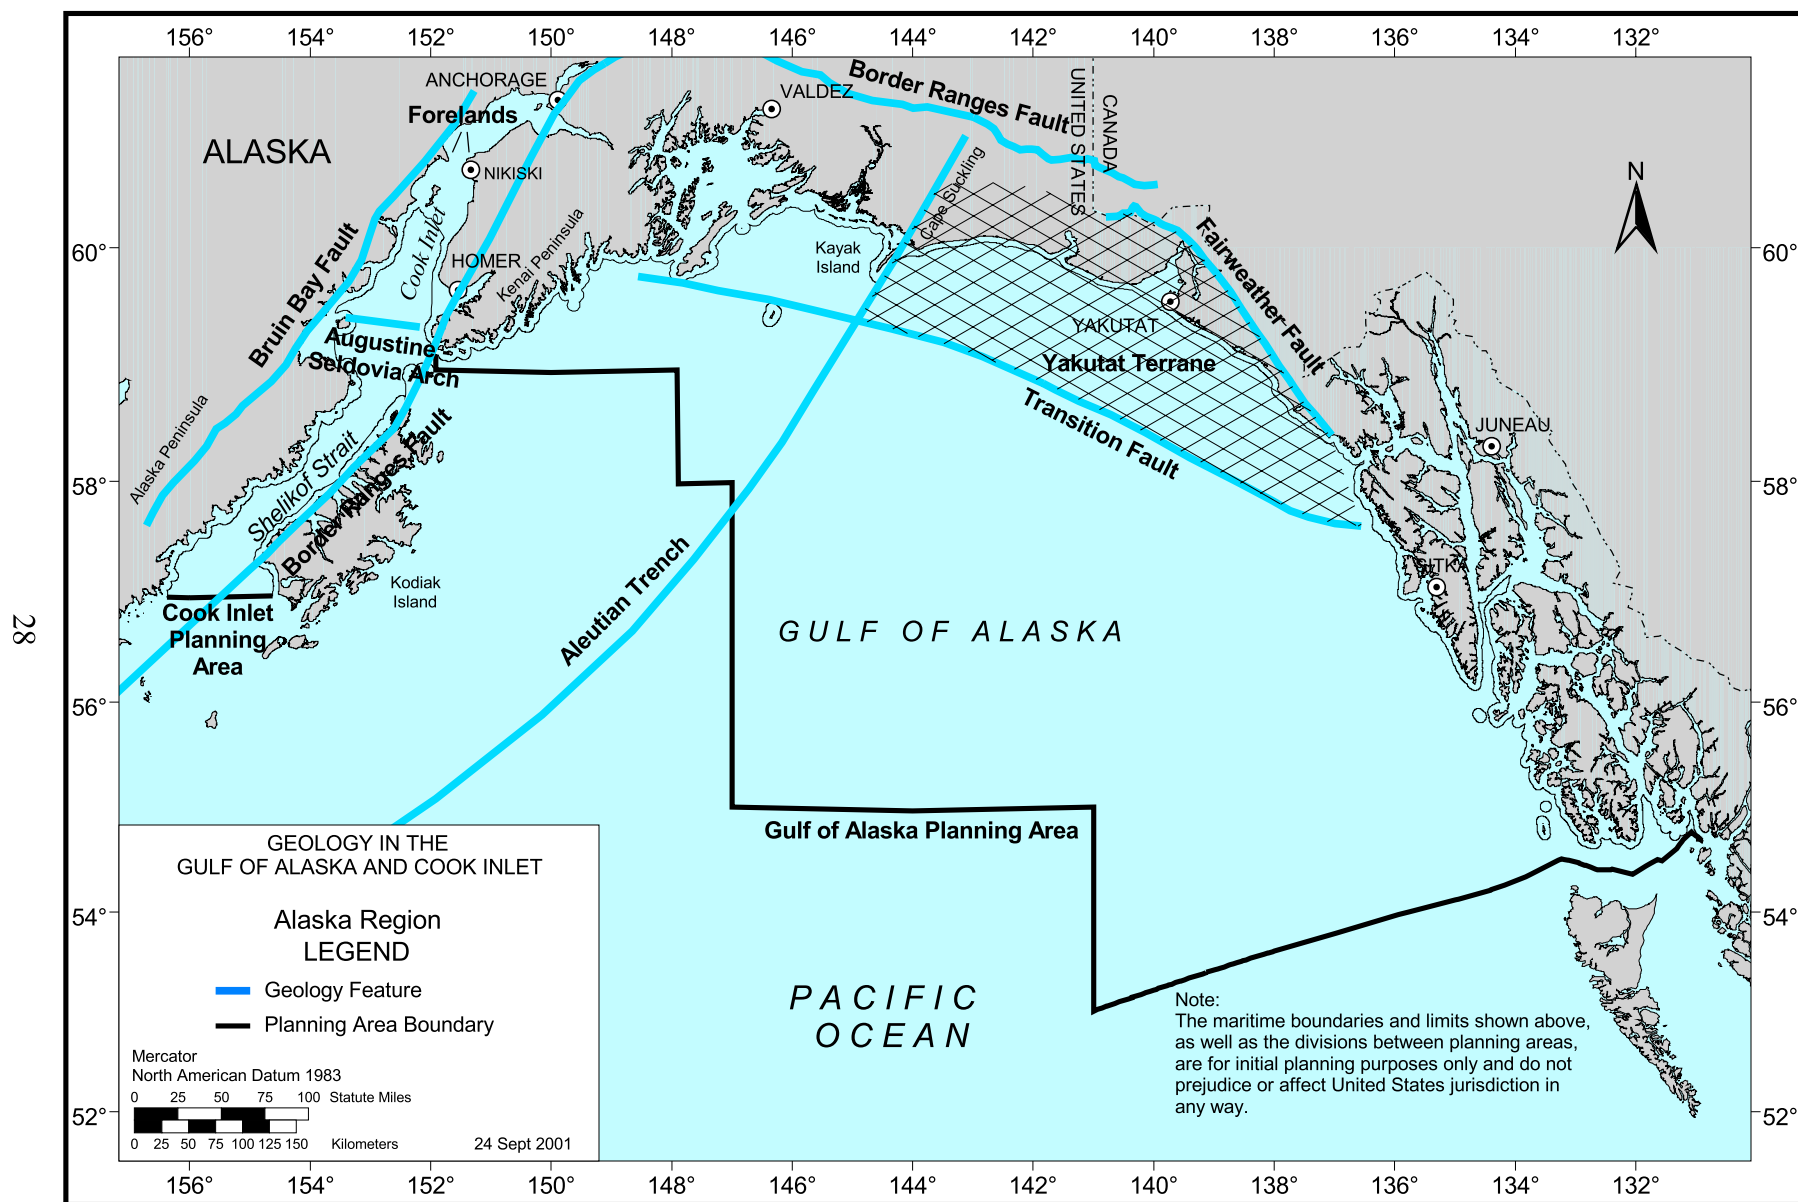 156° 154° 152° 150° 148° 146° 144° 142° 140° 138° 136° 134° 132°
ANCHORAGE
Forelands
VALDEZ
Border Ranges Fault
UNITED STATES
CANADA
ALASKA
NIKISKI
Cape Suckling
N
Cook Inlet
Kenai Peninsula
HOMER
Kayak
Island
Fairweather Fault
60°
60°
Bruin Bay Fault
Augustine
Seldovia Arch
YAKUTAT
Yakutat Terrane
Transition Fault
Alaska Peninsula
Shelikof Strait
Border Ranges Fault
JUNEAU
58°
58°
SITKA
Kodiak
Island
Aleutian Trench
Cook Inlet
Planning
Area
GULF OF ALASKA
28
56°
56°
Gulf of Alaska Planning Area
54°
54°
PACIFIC
OCEAN
Note:
The maritime boundaries and limits shown above,
as well as the divisions between planning areas,
are for initial planning purposes only and do not
prejudice or affect United States jurisdiction in
any way.
52°
52°
GEOLOGY IN THE
GULF OF ALASKA AND COOK INLET
Alaska Region
LEGEND
Geology Feature
Planning Area Boundary
Mercator
North American Datum 1983
0 25 50 75 100 Statute Miles
0 25 50 75 100 125 150 Kilometers
24 Sept 2001
156° 154° 152° 150° 148° 146° 144° 142° 140° 138° 136° 134° 132°